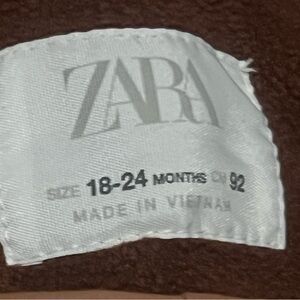 ZARA
SIZE 18-24 MONTHS CM 92
MADE IN VIETNAM